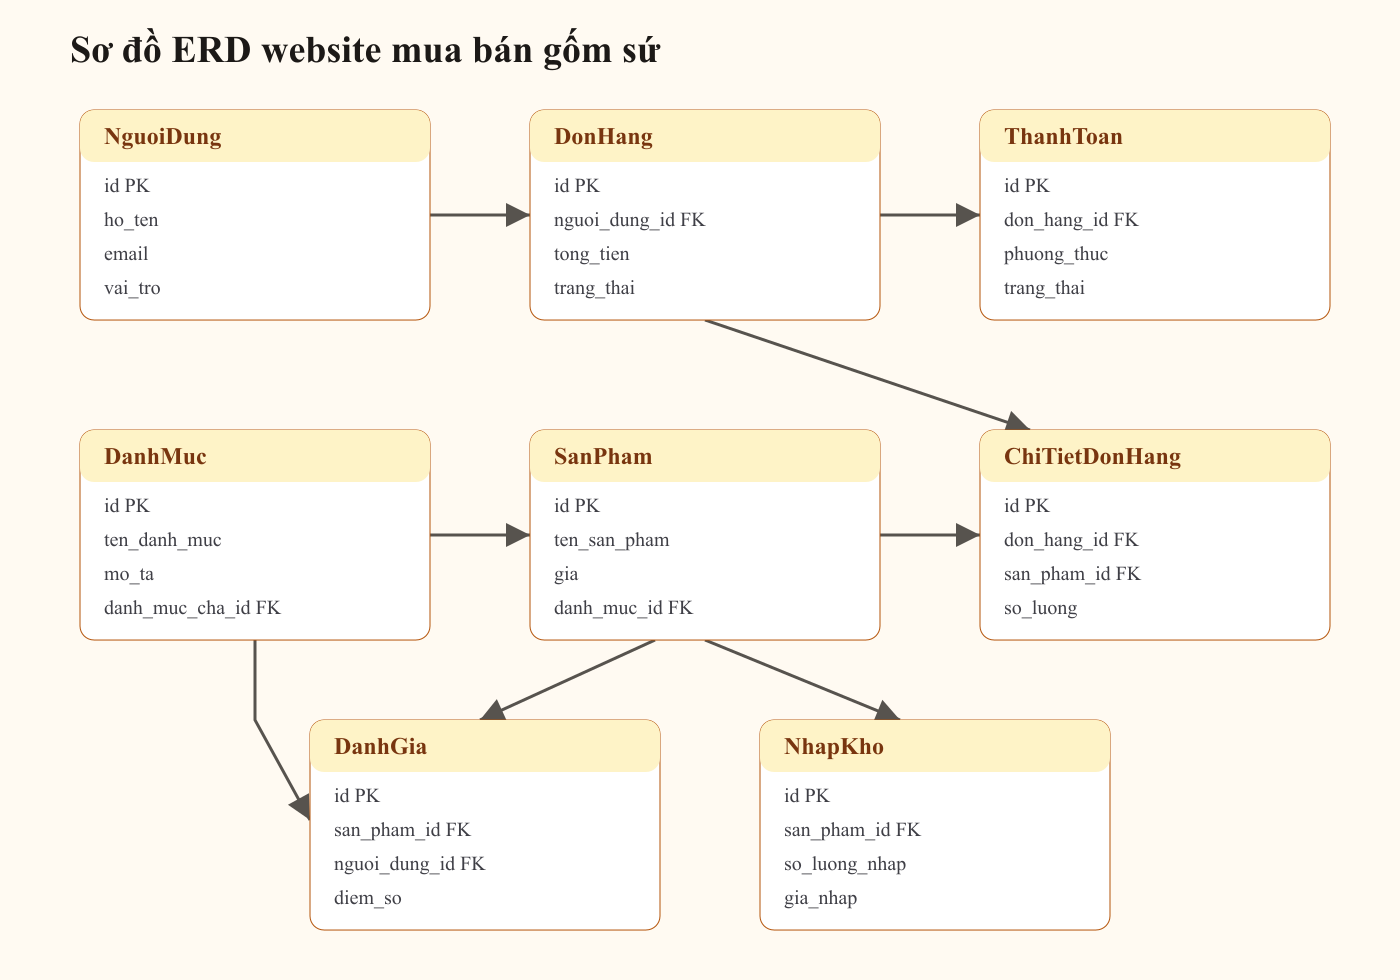 Sơ đồ ERD website mua bán gốm sứ
NguoiDung
id PK
ho_ten
email
vai_tro
DonHang
id PK
nguoi_dung_id FK
tong_tien
trang_thai
ThanhToan
id PK
don_hang_id FK
phuong_thuc
trang_thai
DanhMuc
id PK
ten_danh_muc
mo_ta
danh_muc_cha_id FK
SanPham
id PK
ten_san_pham
gia
danh_muc_id FK
ChiTietDonHang
id PK
don_hang_id FK
san_pham_id FK
so_luong
DanhGia
id PK
san_pham_id FK
nguoi_dung_id FK
diem_so
NhapKho
id PK
san_pham_id FK
so_luong_nhap
gia_nhap